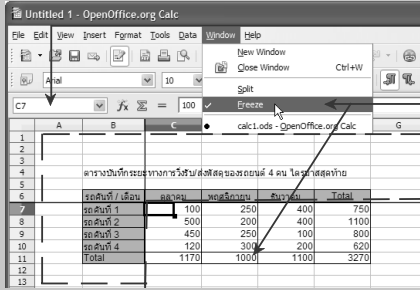 Untitled 1 - OpenOffice.org Calc
File Edit View Insert Format Tools Data Window Help
New Window
Close Window Ctrl+W
Split
Freeze
calc1.ods - OpenOffice.org Calc
Arial 10
C7 fx Σ = 100
A B C G
1
2
3
4 ตารางบันทึกระยะทางการวิ่งรับ/ส่งพัสดุของรถยนต์ 4 คัน ไตรมาสสุดท้าย
5
6 รถคันที่ / เดือน ตุลาคม พฤศจิกายน ธันวาคม Total
7 รถคันที่ 1 100 250 400 750
8 รถคันที่ 2 500 200 400 1100
9 รถคันที่ 3 450 250 100 800
10 รถคันที่ 4 120 300 200 620
11 Total 1170 1000 1100 3270
12
13